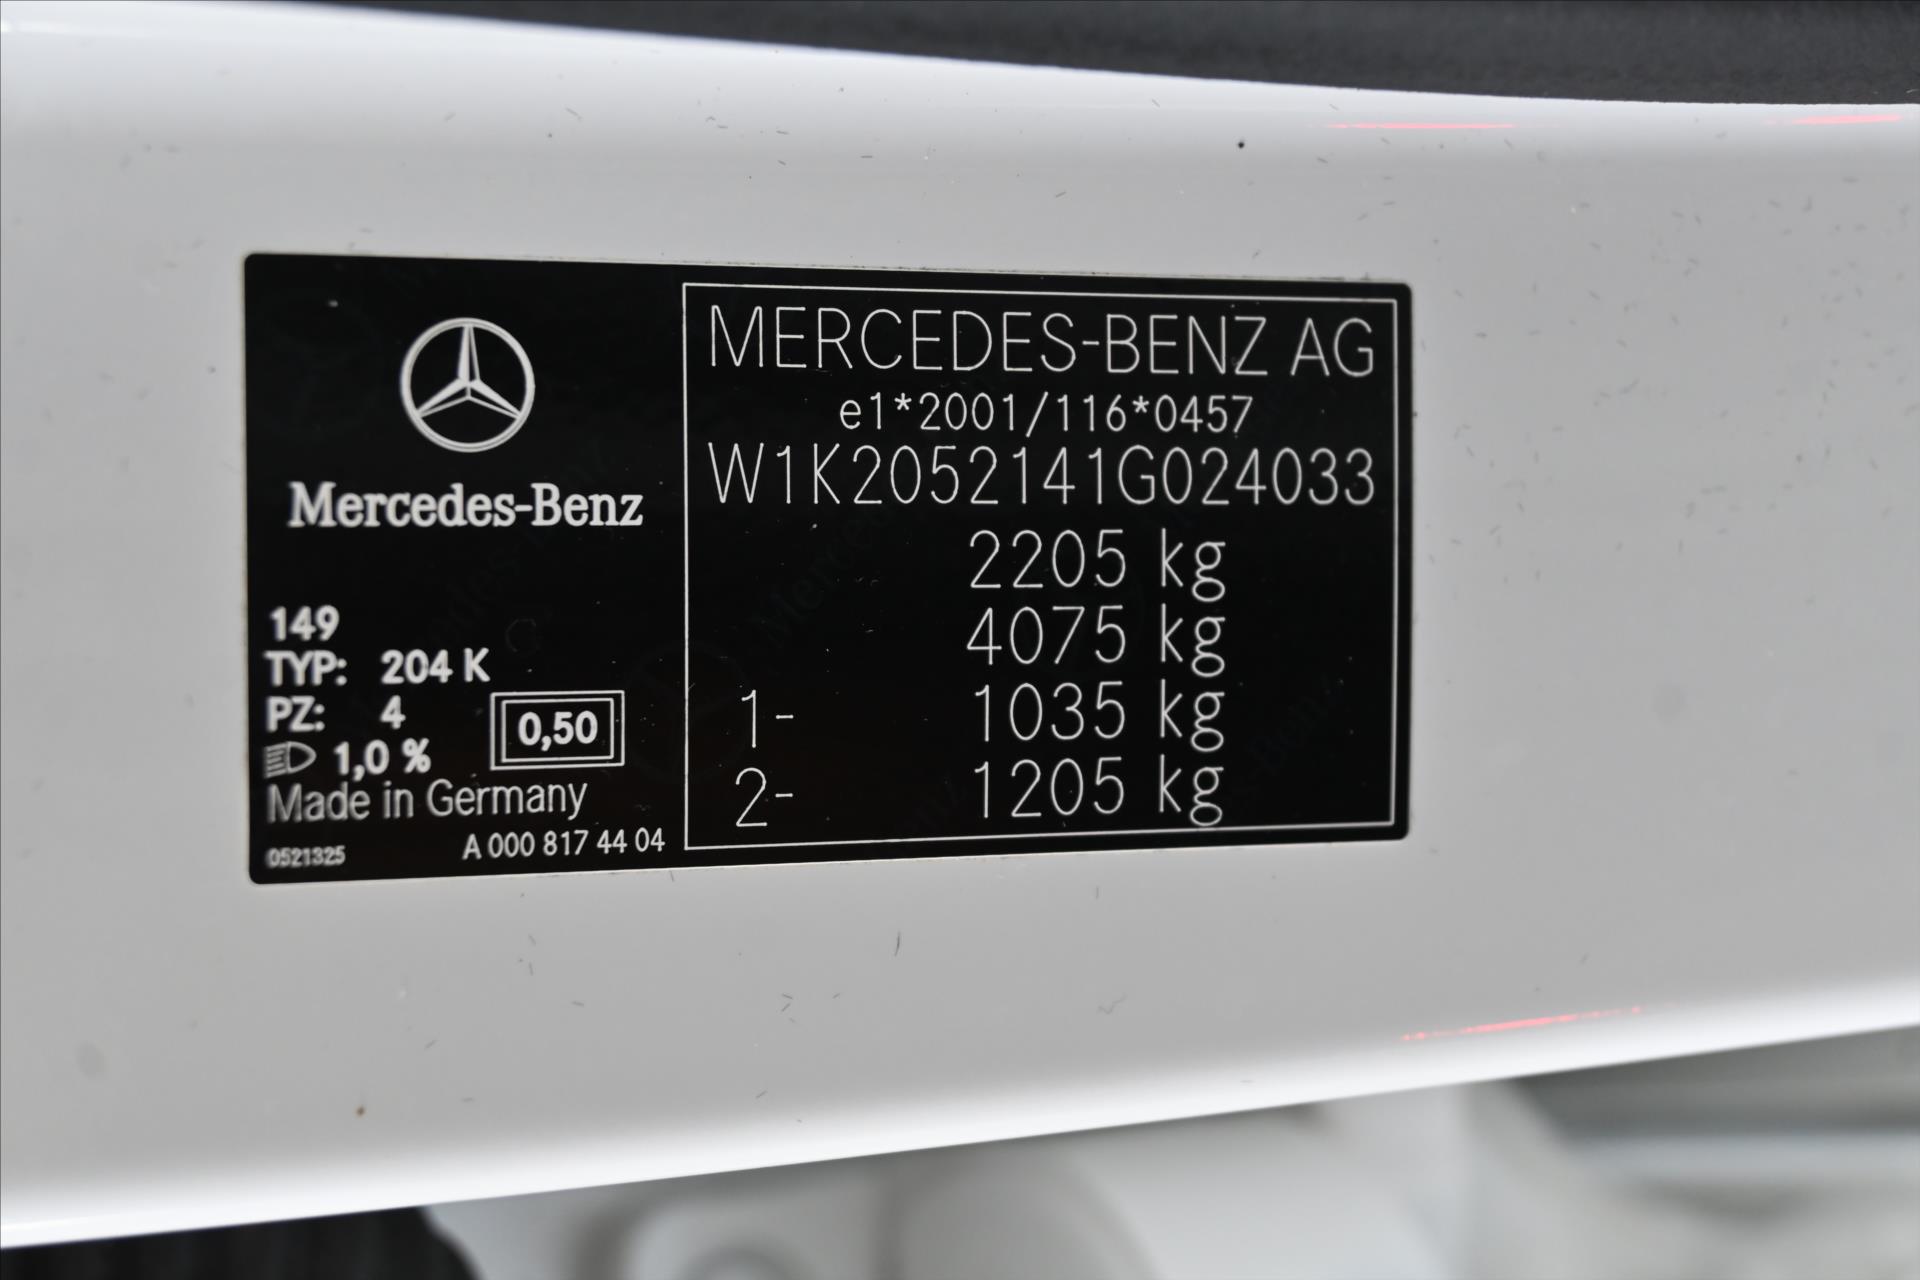 Mercedes-Benz
149
TYP: 204 K
PZ: 4
0,50
1,0 %
Made in Germany
0521325 A 000 817 44 04
MERCEDES-BENZ AG
e1*2001/116*0457
W1K2052141G024033
2205 kg
4075 kg
1- 1035 kg
2- 1205 kg